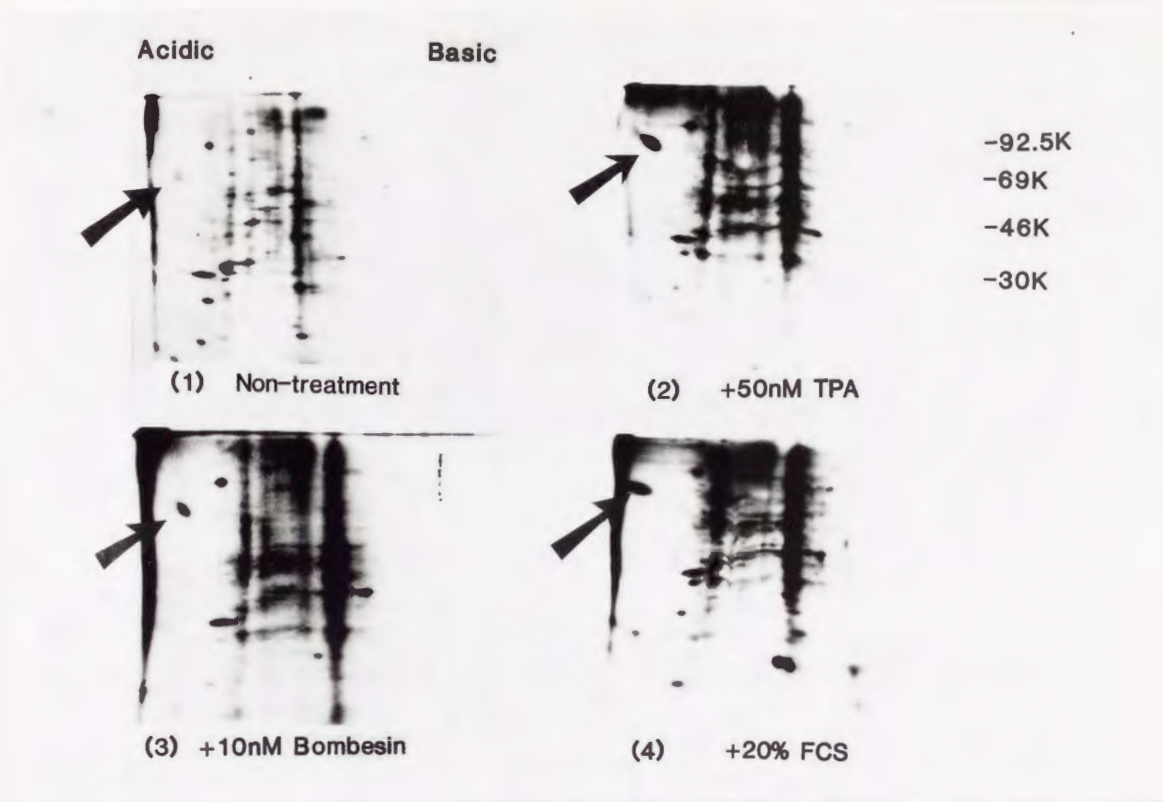 Acidic Basic
-92.5K
-69K
-46K
-30K
(1) Non-treatment
(2) +50nM TPA
(3) +10nM Bombesin
(4) +20% FCS